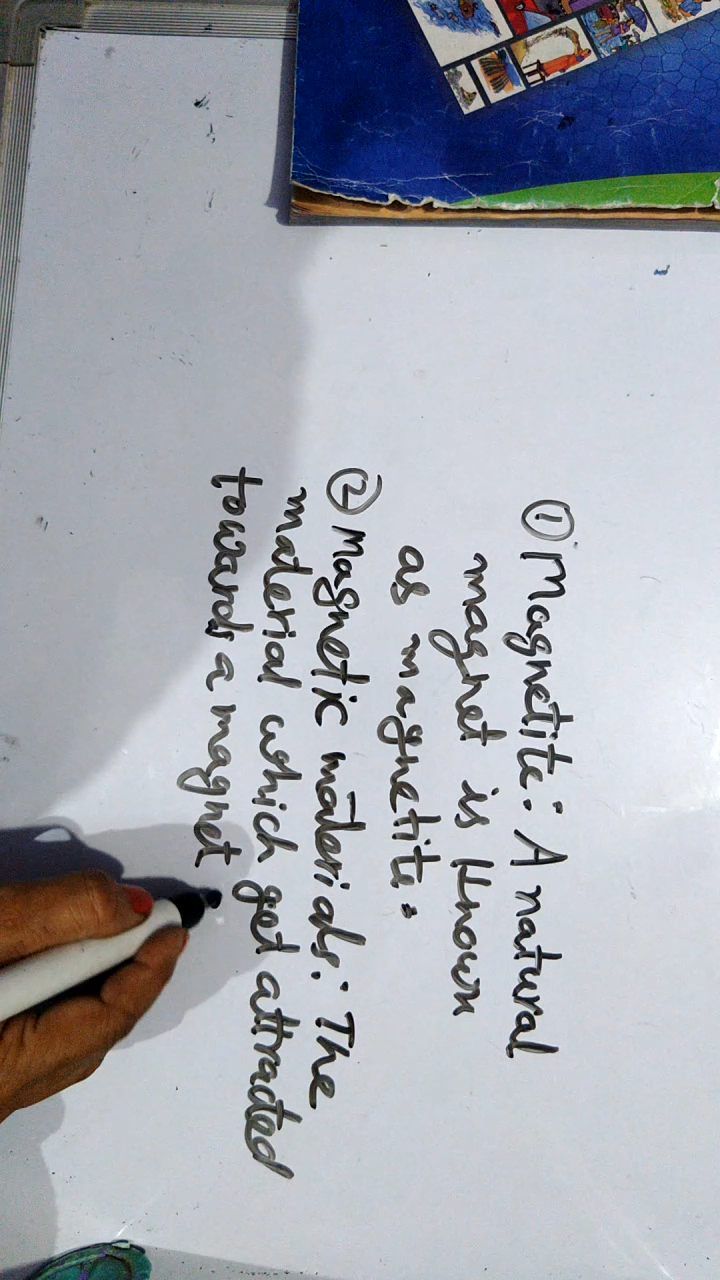 ① Magnetite: A natural
magnet is known
as magnetite.
② Magnetic materials: The
material which get attracted
towards a magnet